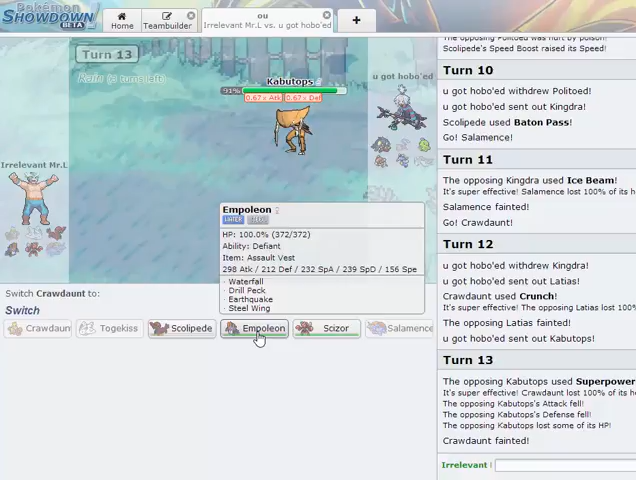 Pokémon
SHOWDOWN
BETA
Home
Teambuilder
ou
Irrelevant Mr.L vs. u got hobo'ed
+
Turn 13
Kabutops
91%
0.67× Atk 0.67× Def
u got hobo'ed
Irrelevant Mr.L
Empoleon
WATER STEEL
HP: 100.0% (372/372)
Ability: Defiant
Item: Assault Vest
298 Atk / 212 Def / 232 SpA / 239 SpD / 156 Spe
· Waterfall
· Drill Peck
· Earthquake
· Steel Wing
Switch Crawdaunt to:
Switch
Crawdaun
Togekiss
Scolipede
Empoleon
Scizor
Salamence
The opposing Politoed was hurt by poison!
Scolipede's Speed Boost raised its Speed!
Turn 10
u got hobo'ed withdrew Politoed!
u got hobo'ed sent out Kingdra!
Scolipede used Baton Pass!
Go! Salamence!
Turn 11
The opposing Kingdra used Ice Beam!
It's super effective! Salamence lost 100% of its
Salamence fainted!
Go! Crawdaunt!
Turn 12
u got hobo'ed withdrew Kingdra!
u got hobo'ed sent out Latias!
Crawdaunt used Crunch!
It's super effective! The opposing Latias lost
The opposing Latias fainted!
u got hobo'ed sent out Kabutops!
Turn 13
The opposing Kabutops used Superpower
It's super effective! Crawdaunt lost 100% of its
The opposing Kabutops's Attack fell!
The opposing Kabutops's Defense fell!
The opposing Kabutops lost some of its HP!
Crawdaunt fainted!
Irrelevant